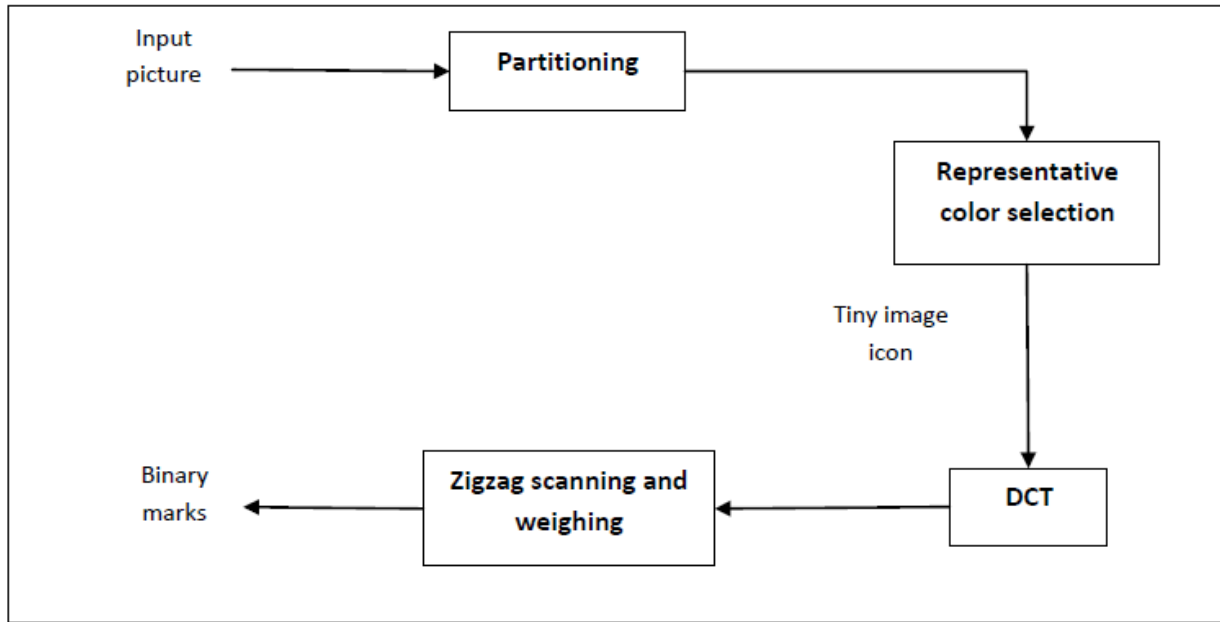 Input
picture
Partitioning
Representative
color selection
Tiny image
icon
DCT
Zigzag scanning and
weighing
Binary
marks